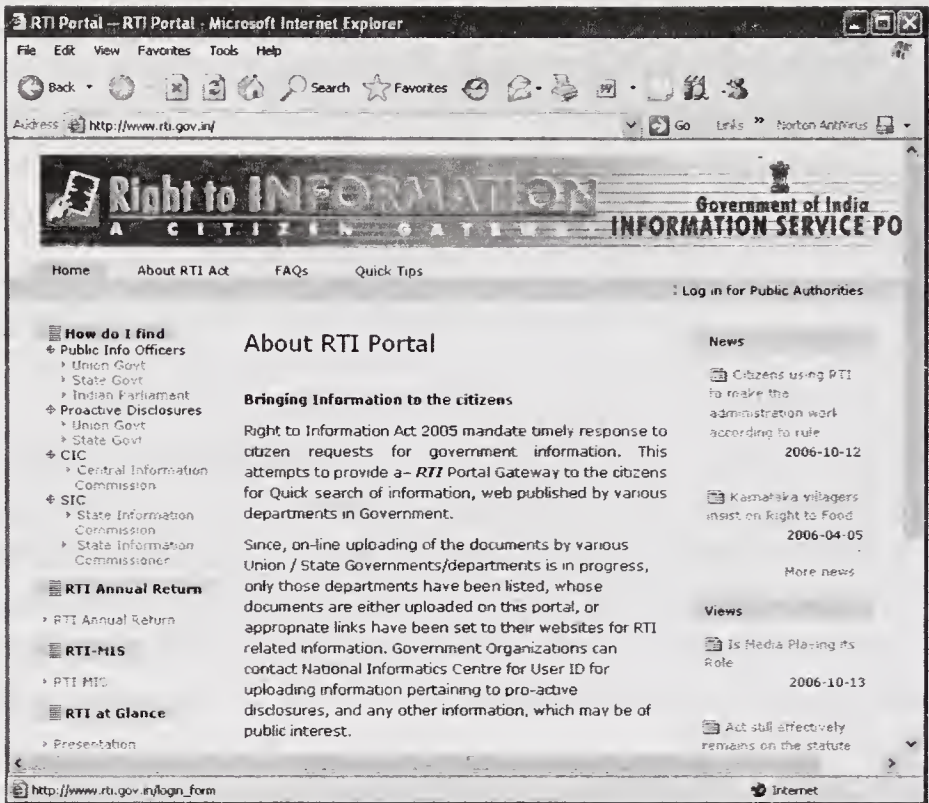 RTI Portal — RTI Portal - Microsoft Internet Explorer
File Edit View Favorites Tools Help
Back Search Favorites
Address http://www.rti.gov.in/ Go Links » Norton AntiVirus
Right to INFORMATION
A CITIZEN GATEWAY
Government of India
INFORMATION SERVICE PO
Home About RTI Act FAQs Quick Tips
: Log in for Public Authorities
How do I find
Public Info Officers
Union Govt
State Govt
Indian Parliament
Proactive Disclosures
Union Govt
State Govt
CIC
Central Information
Commission
SIC
State Information
Commission
State Information
Commissioner
RTI Annual Return
RTI Annual Return
RTI-MIS
RTI MIS
RTI at Glance
Presentation
About RTI Portal
Bringing Information to the citizens
Right to Information Act 2005 mandate timely response to
citizen requests for government information. This
attempts to provide a– RTI Portal Gateway to the citizens
for Quick search of information, web published by various
departments in Government.
Since, on-line uploading of the documents by various
Union / State Governments/departments is in progress,
only those departments have been listed, whose
documents are either uploaded on this portal, or
appropriate links have been set to their websites for RTI
related information. Government Organizations can
contact National Informatics Centre for User ID for
uploading information pertaining to pro-active
disclosures, and any other information, which may be of
public interest.
News
Citizens using RTI
to make the
administration work
according to rule
2006-10-12
Karnataka villagers
insist on Right to Food
2006-04-05
More news
Views
Is Media Playing its
Role
2006-10-13
Act still effectively
remains on the statute
http://www.rti.gov.in/login_form Internet